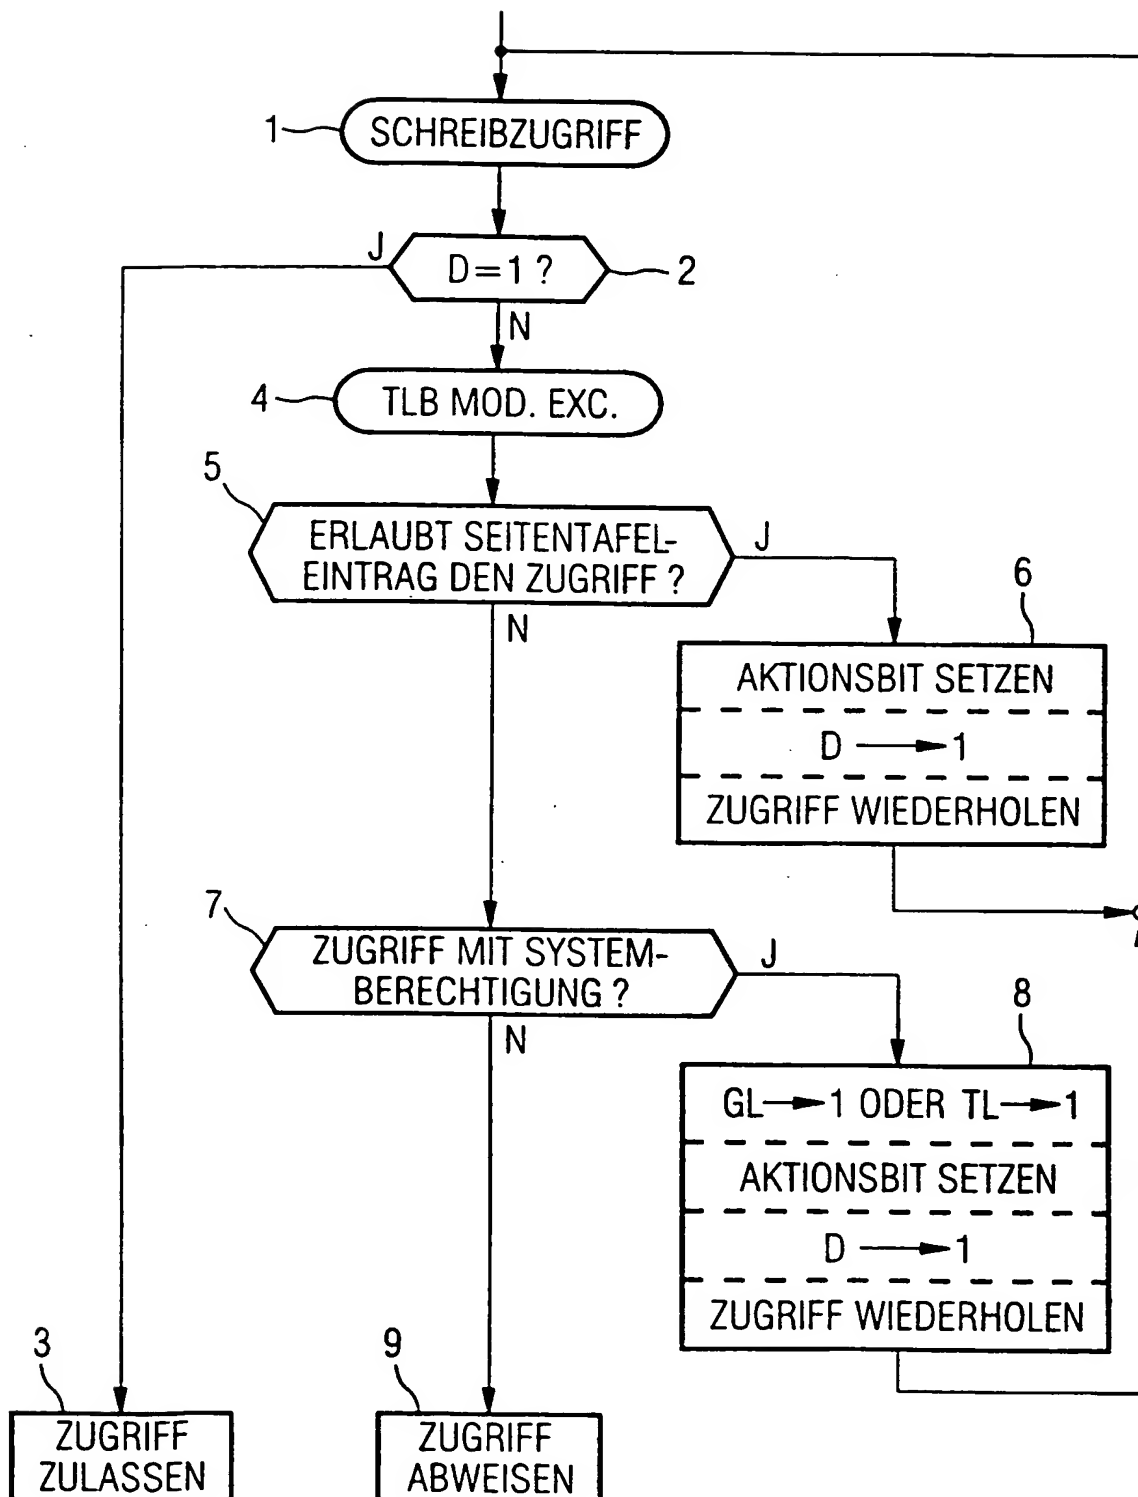 1
SCHREIBZUGRIFF
J
D=1 ?
2
N
4
TLB MOD. EXC.
5
ERLAUBT SEITENTAFEL-
EINTRAG DEN ZUGRIFF ?
J
N
6
AKTIONSBIT SETZEN
D → 1
ZUGRIFF WIEDERHOLEN
7
ZUGRIFF MIT SYSTEM-
BERECHTIGUNG ?
J
N
8
GL→1 ODER TL→1
AKTIONSBIT SETZEN
D → 1
ZUGRIFF WIEDERHOLEN
3
ZUGRIFF
ZULASSEN
9
ZUGRIFF
ABWEISEN